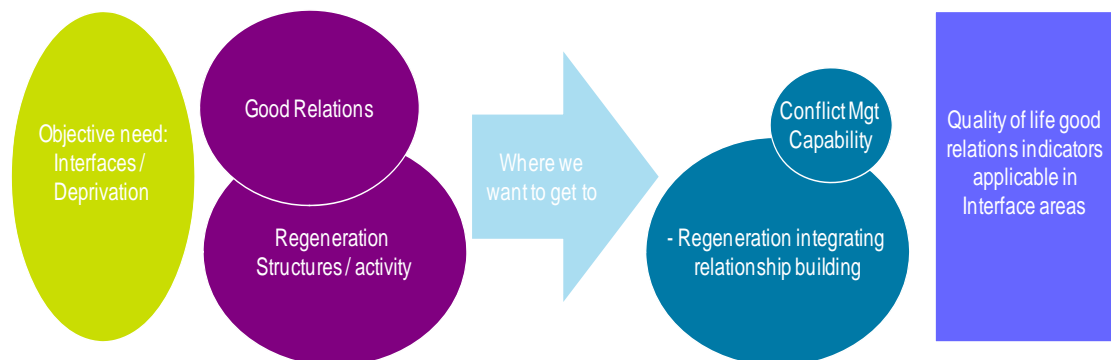 Objective need:
Interfaces /
Deprivation
Good Relations
Regeneration
Structures / activity
Where we
want to get to
Conflict Mgt
Capability
- Regeneration integrating
relationship building
Quality of life good
relations indicators
applicable in
Interface areas